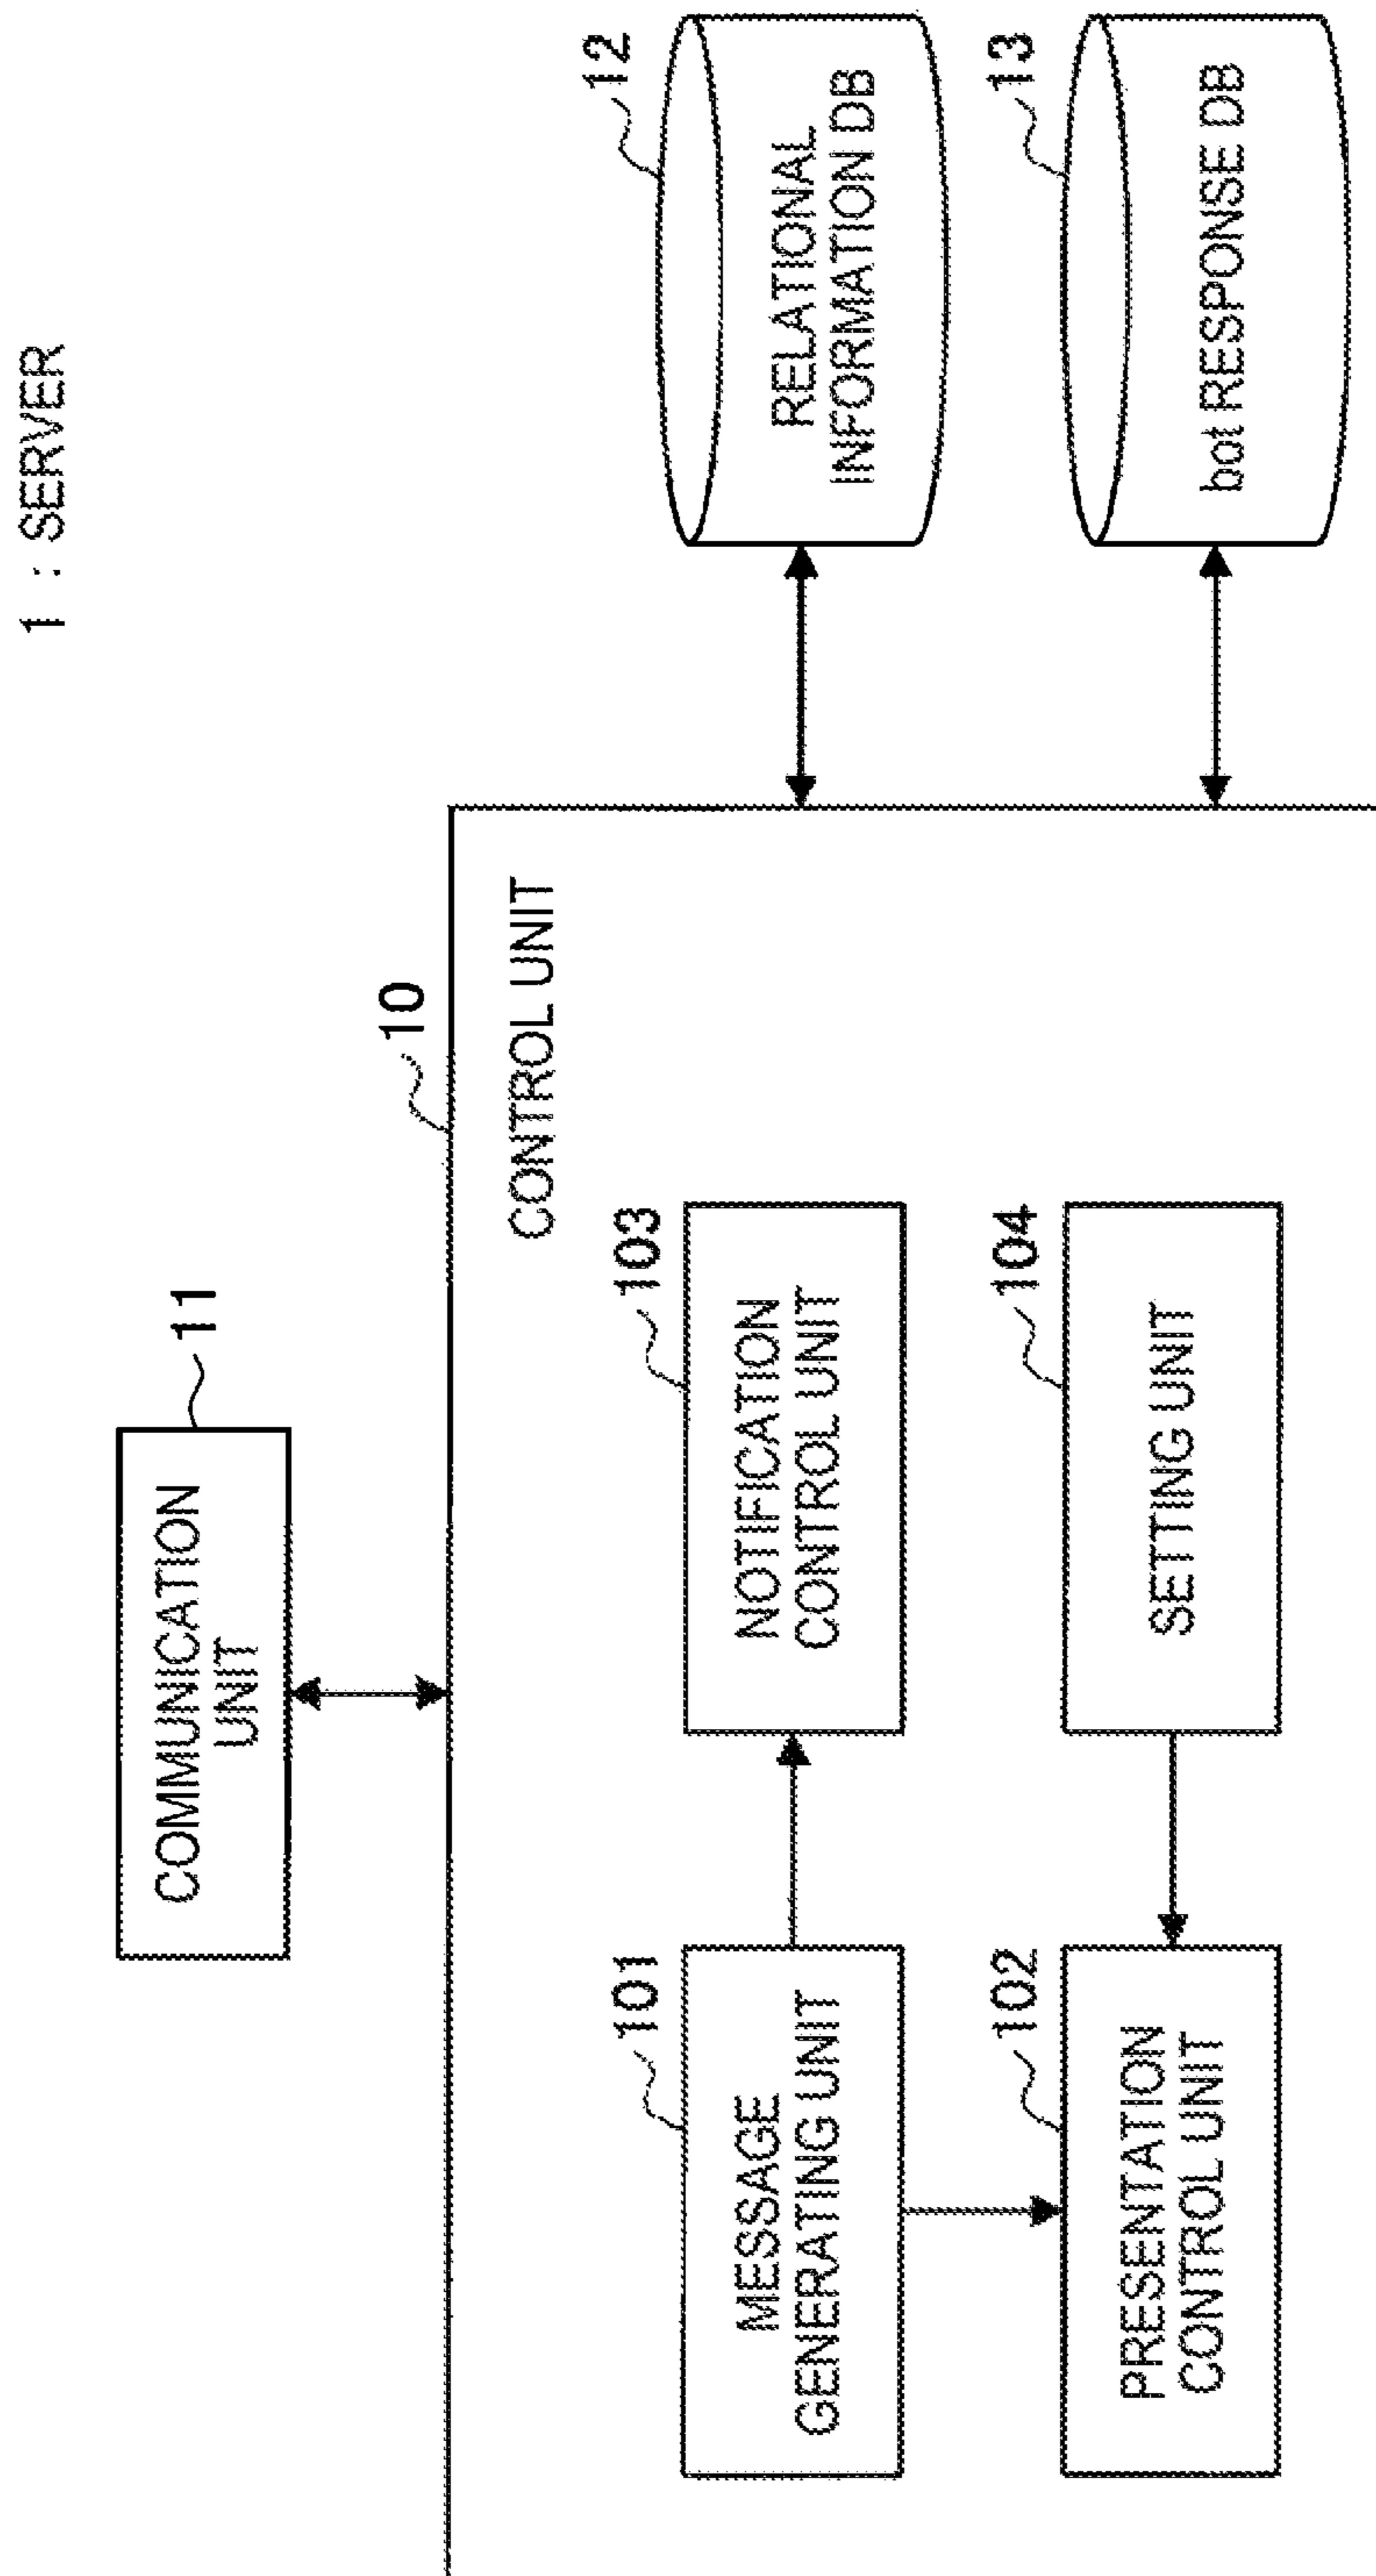 1 : SERVER
11
COMMUNICATION
UNIT
10
CONTROL UNIT
101
MESSAGE
GENERATING UNIT
103
NOTIFICATION
CONTROL UNIT
12
RELATIONAL
INFORMATION DB
102
PRESENTATION
CONTROL UNIT
104
SETTING UNIT
13
bot RESPONSE DB